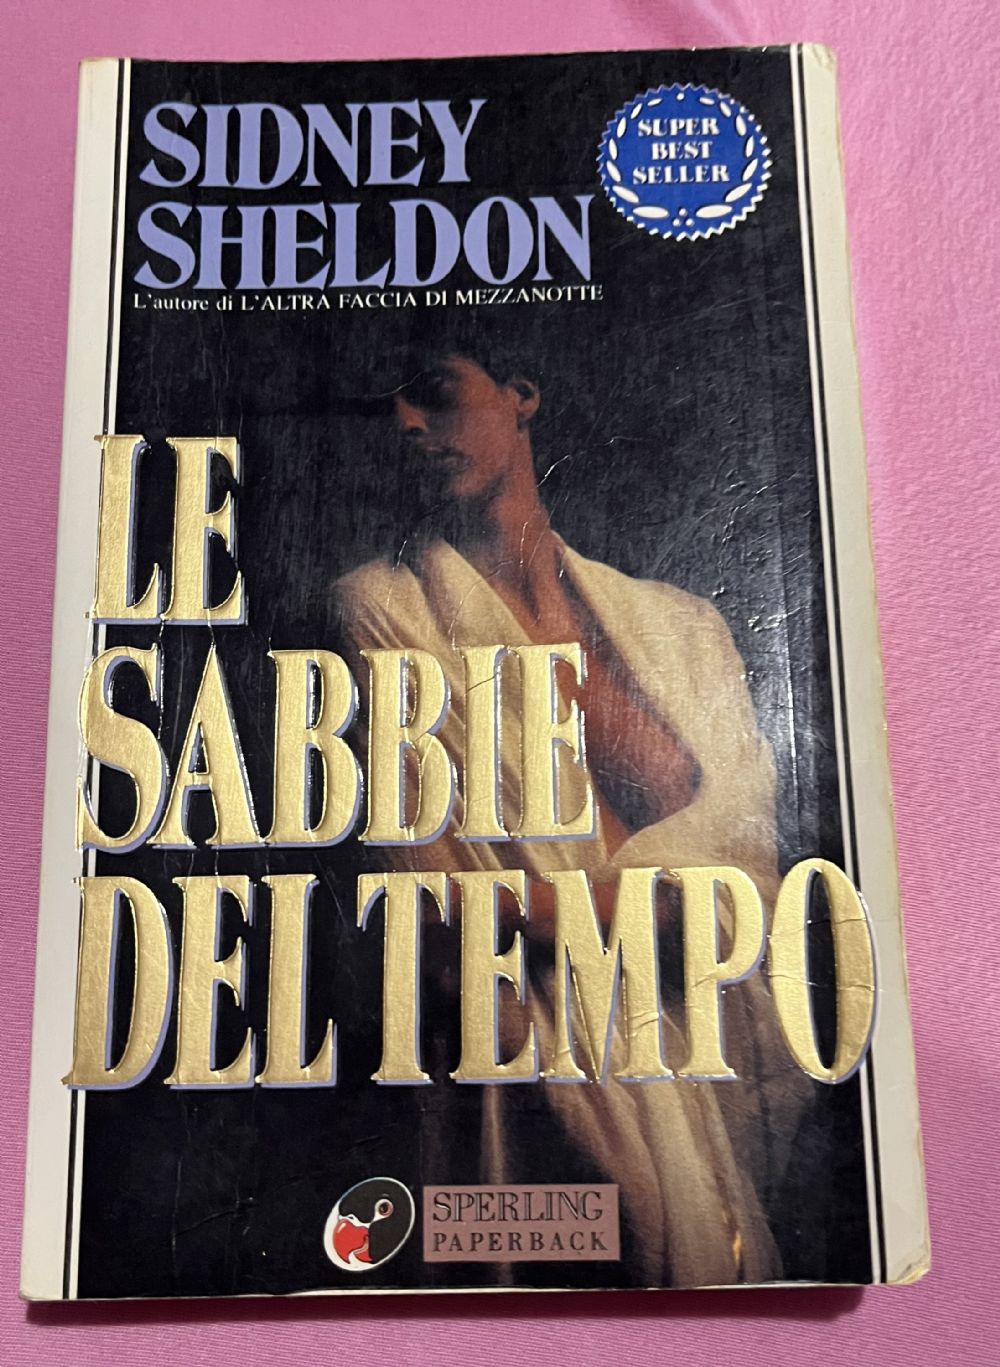 SIDNEY
SHELDON
L'autore di L'ALTRA FACCIA DI MEZZANOTTE
SUPER
BEST
SELLER
LE
SABBIE
DEL TEMPO
SPERLING
PAPERBACK